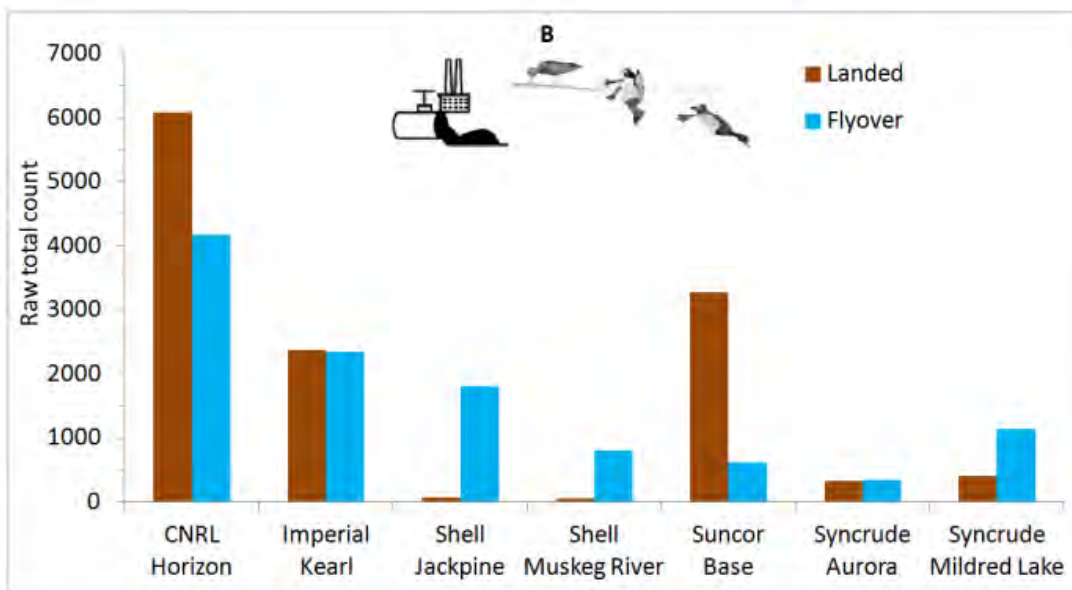 B
7000
6000
5000
4000
3000
2000
1000
0
Raw total count
Landed
Flyover
CNRL
Horizon
Imperial
Kearl
Shell
Jackpine
Shell
Muskeg River
Suncor
Base
Syncrude
Aurora
Syncrude
Mildred Lake